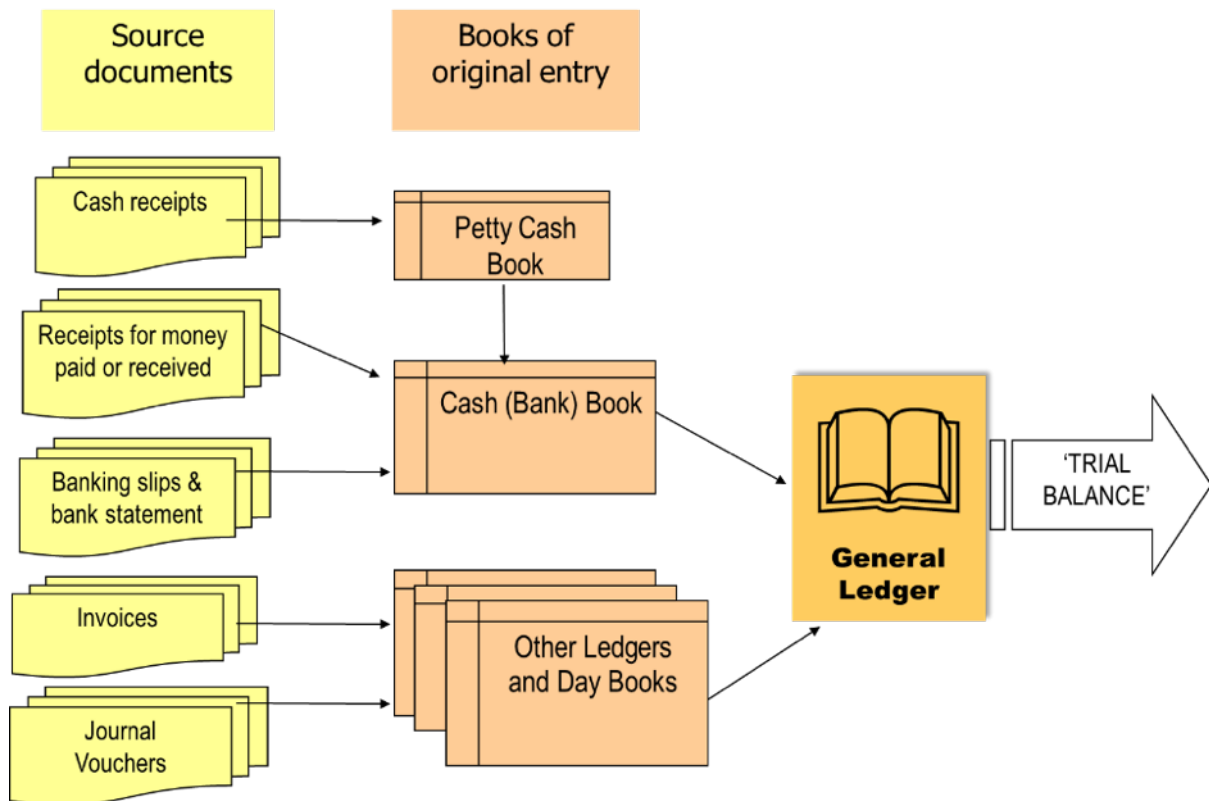 Source
documents
Books of
original entry
Cash receipts
Petty Cash
Book
Receipts for money
paid or received
Cash (Bank) Book
Banking slips &
bank statement
‘TRIAL
BALANCE’
General
Ledger
Invoices
Other Ledgers
and Day Books
Journal
Vouchers